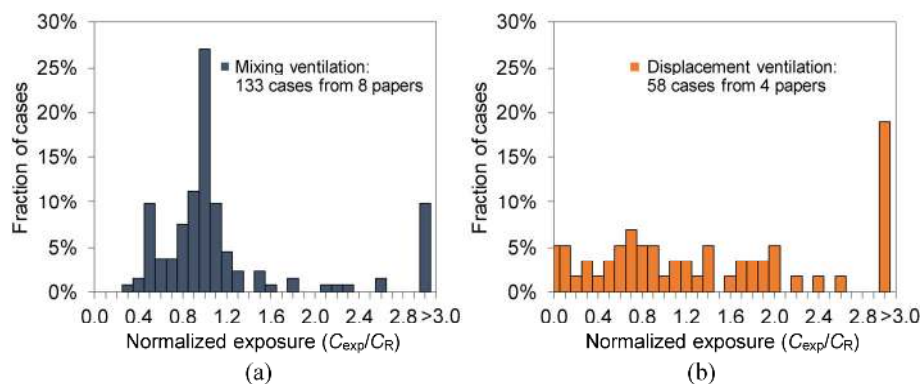 30%
25%
20%
15%
10%
5%
0%
Fraction of cases
Mixing ventilation:
133 cases from 8 papers
0.0 0.4 0.8 1.2 1.6 2.0 2.4 2.8 >3.0
Normalized exposure (Cexp/CR)
(a)
30%
25%
20%
15%
10%
5%
0%
Fraction of cases
Displacement ventilation:
58 cases from 4 papers
0.0 0.4 0.8 1.2 1.6 2.0 2.4 2.8 >3.0
Normalized exposure (Cexp/CR)
(b)